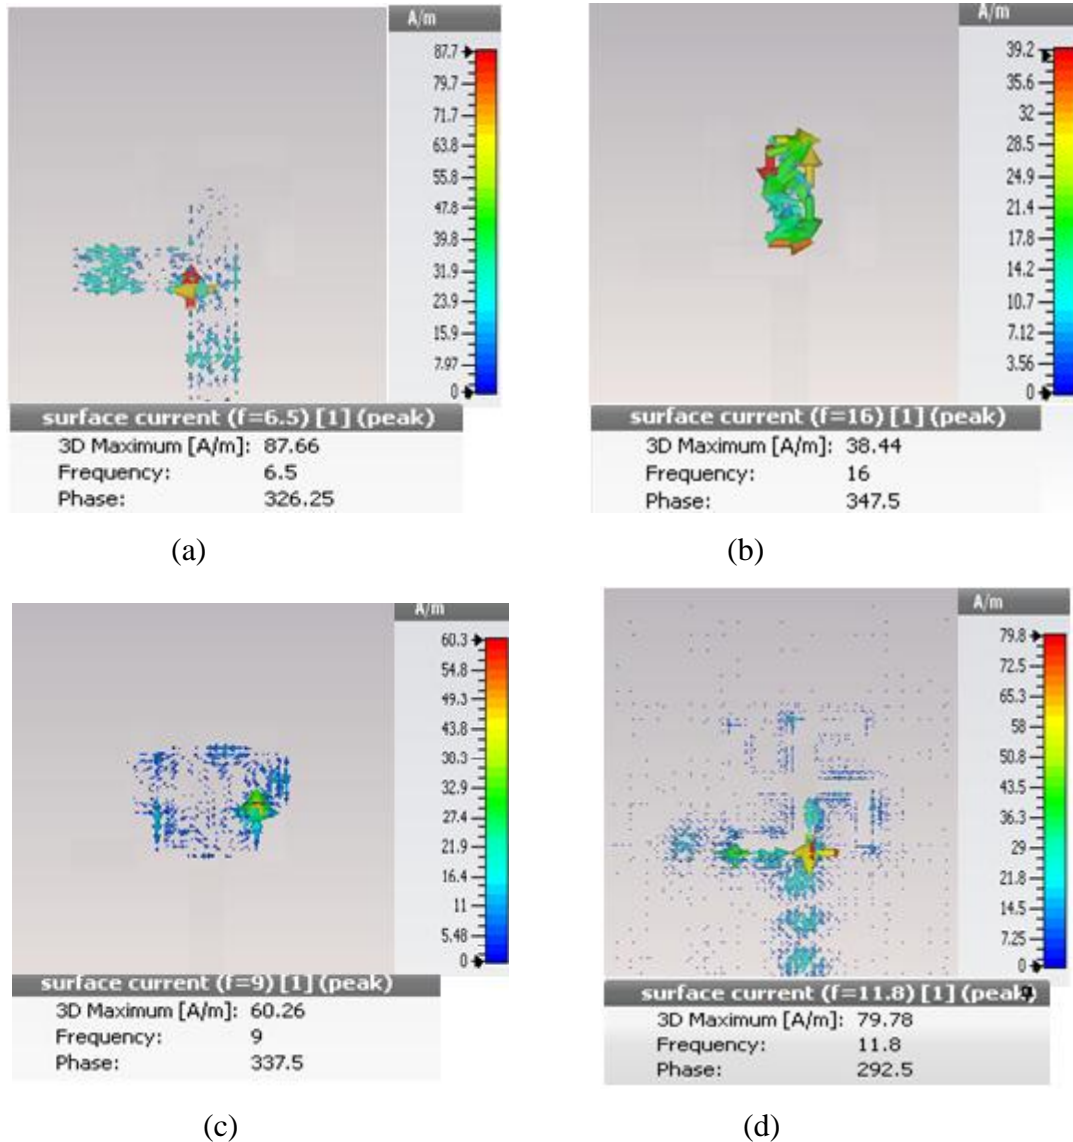 A/m
87.7
79.7
71.7
63.8
55.8
47.8
39.8
31.9
23.9
15.9
7.97
0
surface current (f=6.5) [1] (peak)
3D Maximum [A/m]: 87.66
Frequency: 6.5
Phase: 326.25
(a)
A/m
39.2
35.6
32
28.5
24.9
21.4
17.8
14.2
10.7
7.12
3.56
0
surface current (f=16) [1] (peak)
3D Maximum [A/m]: 38.44
Frequency: 16
Phase: 347.5
(b)
A/m
60.3
54.8
49.3
43.8
38.3
32.9
27.4
21.9
16.4
11
5.48
0
surface current (f=9) [1] (peak)
3D Maximum [A/m]: 60.26
Frequency: 9
Phase: 337.5
(c)
A/m
79.8
72.5
65.3
58
50.8
43.5
36.3
29
21.8
14.5
7.25
0
surface current (f=11.8) [1] (peak)
3D Maximum [A/m]: 79.78
Frequency: 11.8
Phase: 292.5
(d)